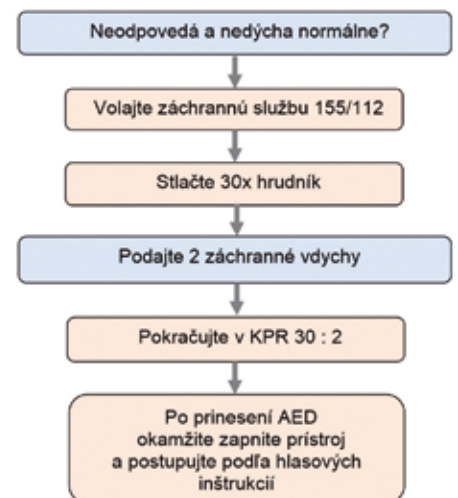 Neodpovedá a nedýcha normálne?
Volajte záchrannú službu 155/112
Stlačte 30x hrudník
Podajte 2 záchranné vdychy
Pokračujte v KPR 30 : 2
Po prinesení AED
okamžite zapnite prístroj
a postupujte podľa hlasových
inštrukcií